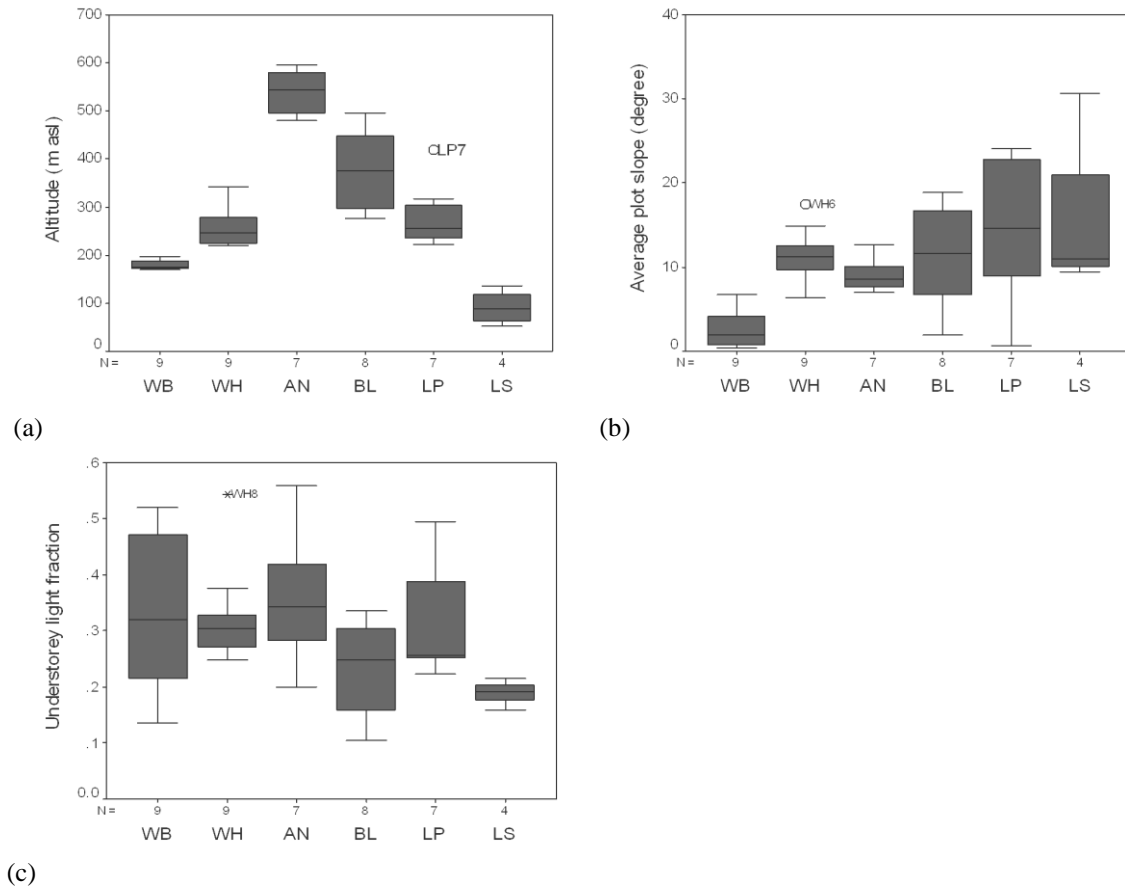 700
600
500
400
300
200
100
0
Altitude (m asl)
OLP7
N = 9 9 7 8 7 4
WB WH AN BL LP LS
(a)
40
30
20
10
0
Average plot slope (degree)
OWH6
N = 9 9 7 8 7 4
WB WH AN BL LP LS
(b)
.6
.5
.4
.3
.2
.1
0.0
Understorey light fraction
*WH8
N = 9 9 7 8 7 4
WB WH AN BL LP LS
(c)